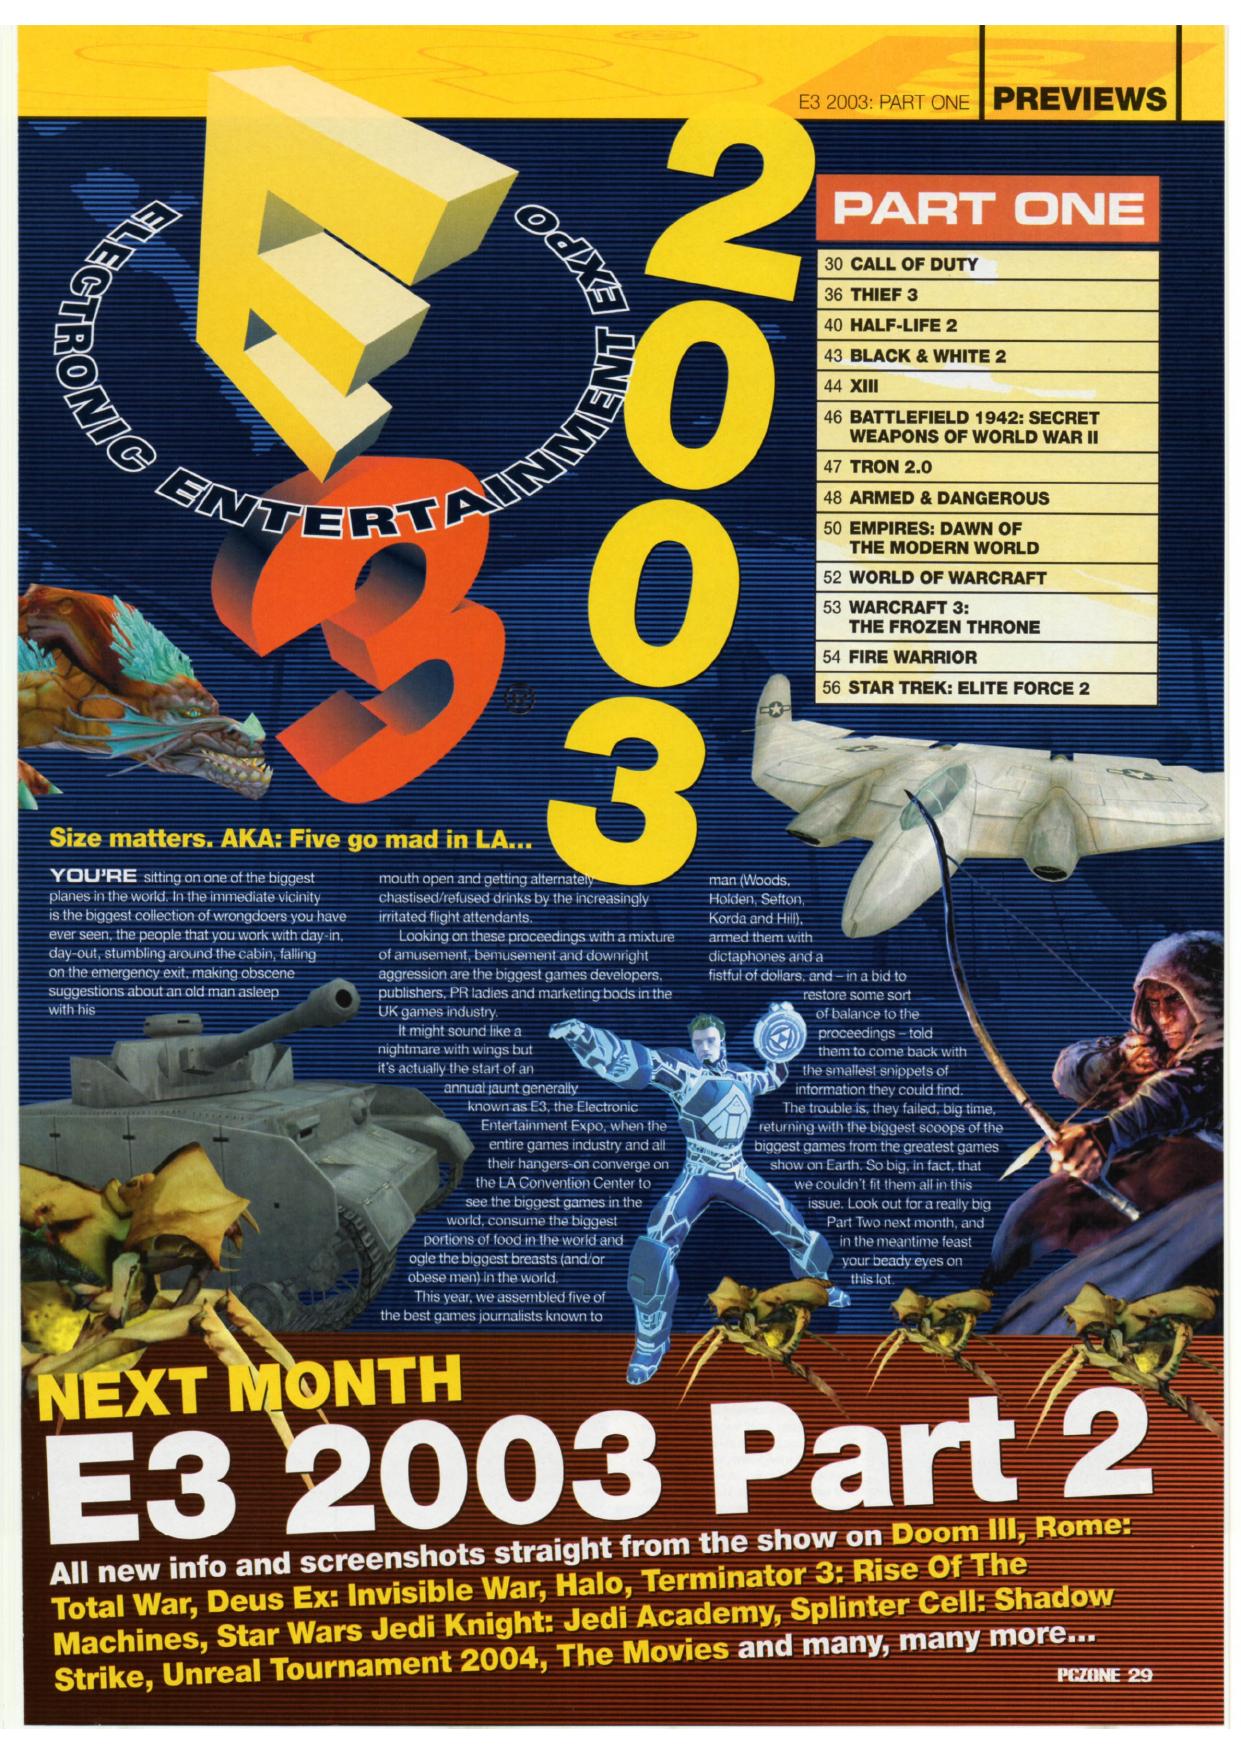 E3 2003: PART ONE
PREVIEWS
E3
ELECTRONIC ENTERTAINMENT EXPO
®
2003
PART ONE
30 CALL OF DUTY
36 THIEF 3
40 HALF-LIFE 2
43 BLACK & WHITE 2
44 XIII
46 BATTLEFIELD 1942: SECRET
WEAPONS OF WORLD WAR II
47 TRON 2.0
48 ARMED & DANGEROUS
50 EMPIRES: DAWN OF
THE MODERN WORLD
52 WORLD OF WARCRAFT
53 WARCRAFT 3:
THE FROZEN THRONE
54 FIRE WARRIOR
56 STAR TREK: ELITE FORCE 2
Size matters. AKA: Five go mad in LA...
YOU'RE sitting on one of the biggest
planes in the world. In the immediate vicinity
is the biggest collection of wrongdoers you have
ever seen, the people that you work with day-in,
day-out, stumbling around the cabin, falling
on the emergency exit, making obscene
suggestions about an old man asleep
with his
mouth open and getting alternately
chastised/refused drinks by the increasingly
irritated flight attendants.
Looking on these proceedings with a mixture
of amusement, bemusement and downright
aggression are the biggest games developers,
publishers, PR ladies and marketing bods in the
UK games industry.
It might sound like a
nightmare with wings but
it's actually the start of an
annual jaunt generally
known as E3, the Electronic
Entertainment Expo, when the
entire games industry and all
their hangers-on converge on
the LA Convention Center to
see the biggest games in the
world, consume the biggest
portions of food in the world and
ogle the biggest breasts (and/or
obese men) in the world.
This year, we assembled five of
the best games journalists known to
man (Woods,
Holden, Sefton,
Korda and Hill),
armed them with
dictaphones and a
fistful of dollars, and – in a bid to
restore some sort
of balance to the
proceedings – told
them to come back with
the smallest snippets of
information they could find.
The trouble is, they failed, big time,
returning with the biggest scoops of the
biggest games from the greatest games
show on Earth. So big, in fact, that
we couldn't fit them all in this
issue. Look out for a really big
Part Two next month, and
in the meantime feast
your beady eyes on
this lot.
NEXT MONTH
E3 2003 Part 2
All new info and screenshots straight from the show on Doom III, Rome:
Total War, Deus Ex: Invisible War, Halo, Terminator 3: Rise Of The
Machines, Star Wars Jedi Knight: Jedi Academy, Splinter Cell: Shadow
Strike, Unreal Tournament 2004, The Movies and many, many more...
PCZONE 29